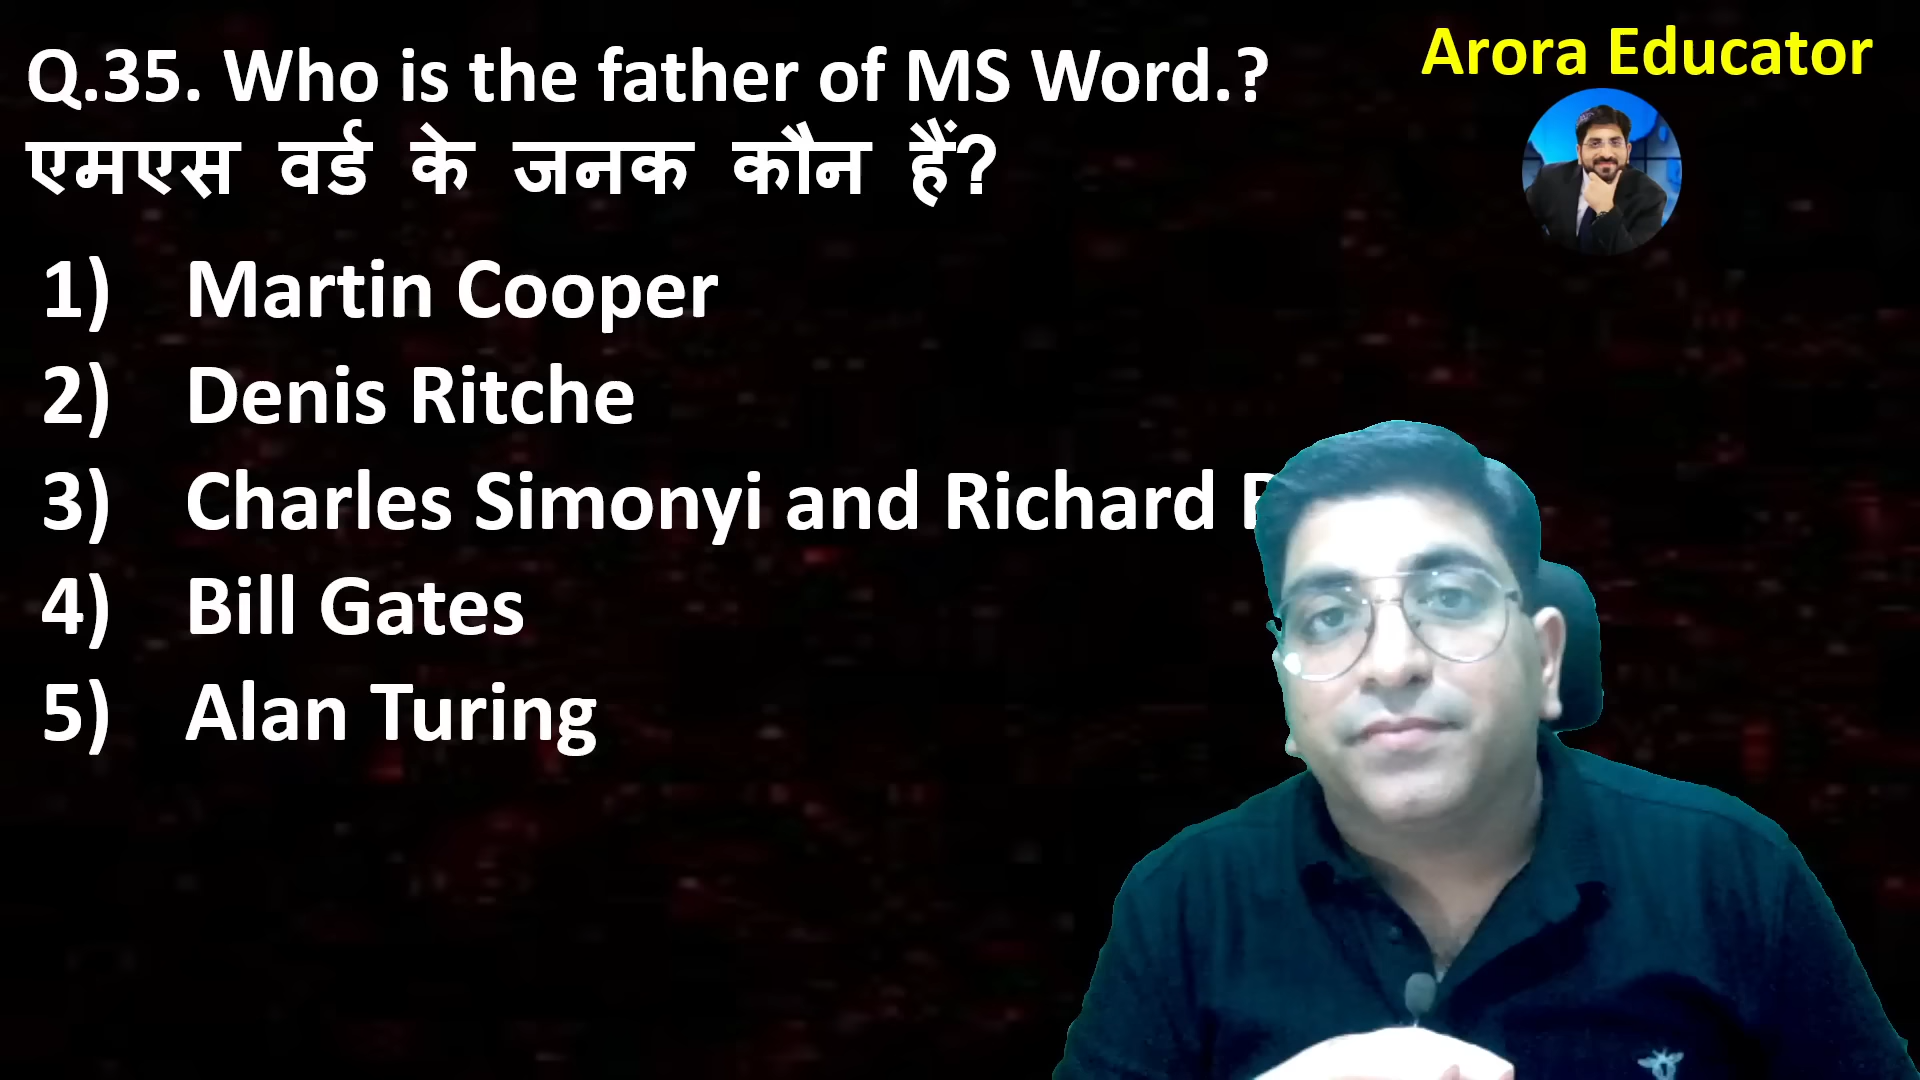 Q.35. Who is the father of MS Word.?
एमएस वर्ड के जनक कौन हैं?
Arora Educator
1) Martin Cooper
2) Denis Ritche
3) Charles Simonyi and Richard
4) Bill Gates
5) Alan Turing